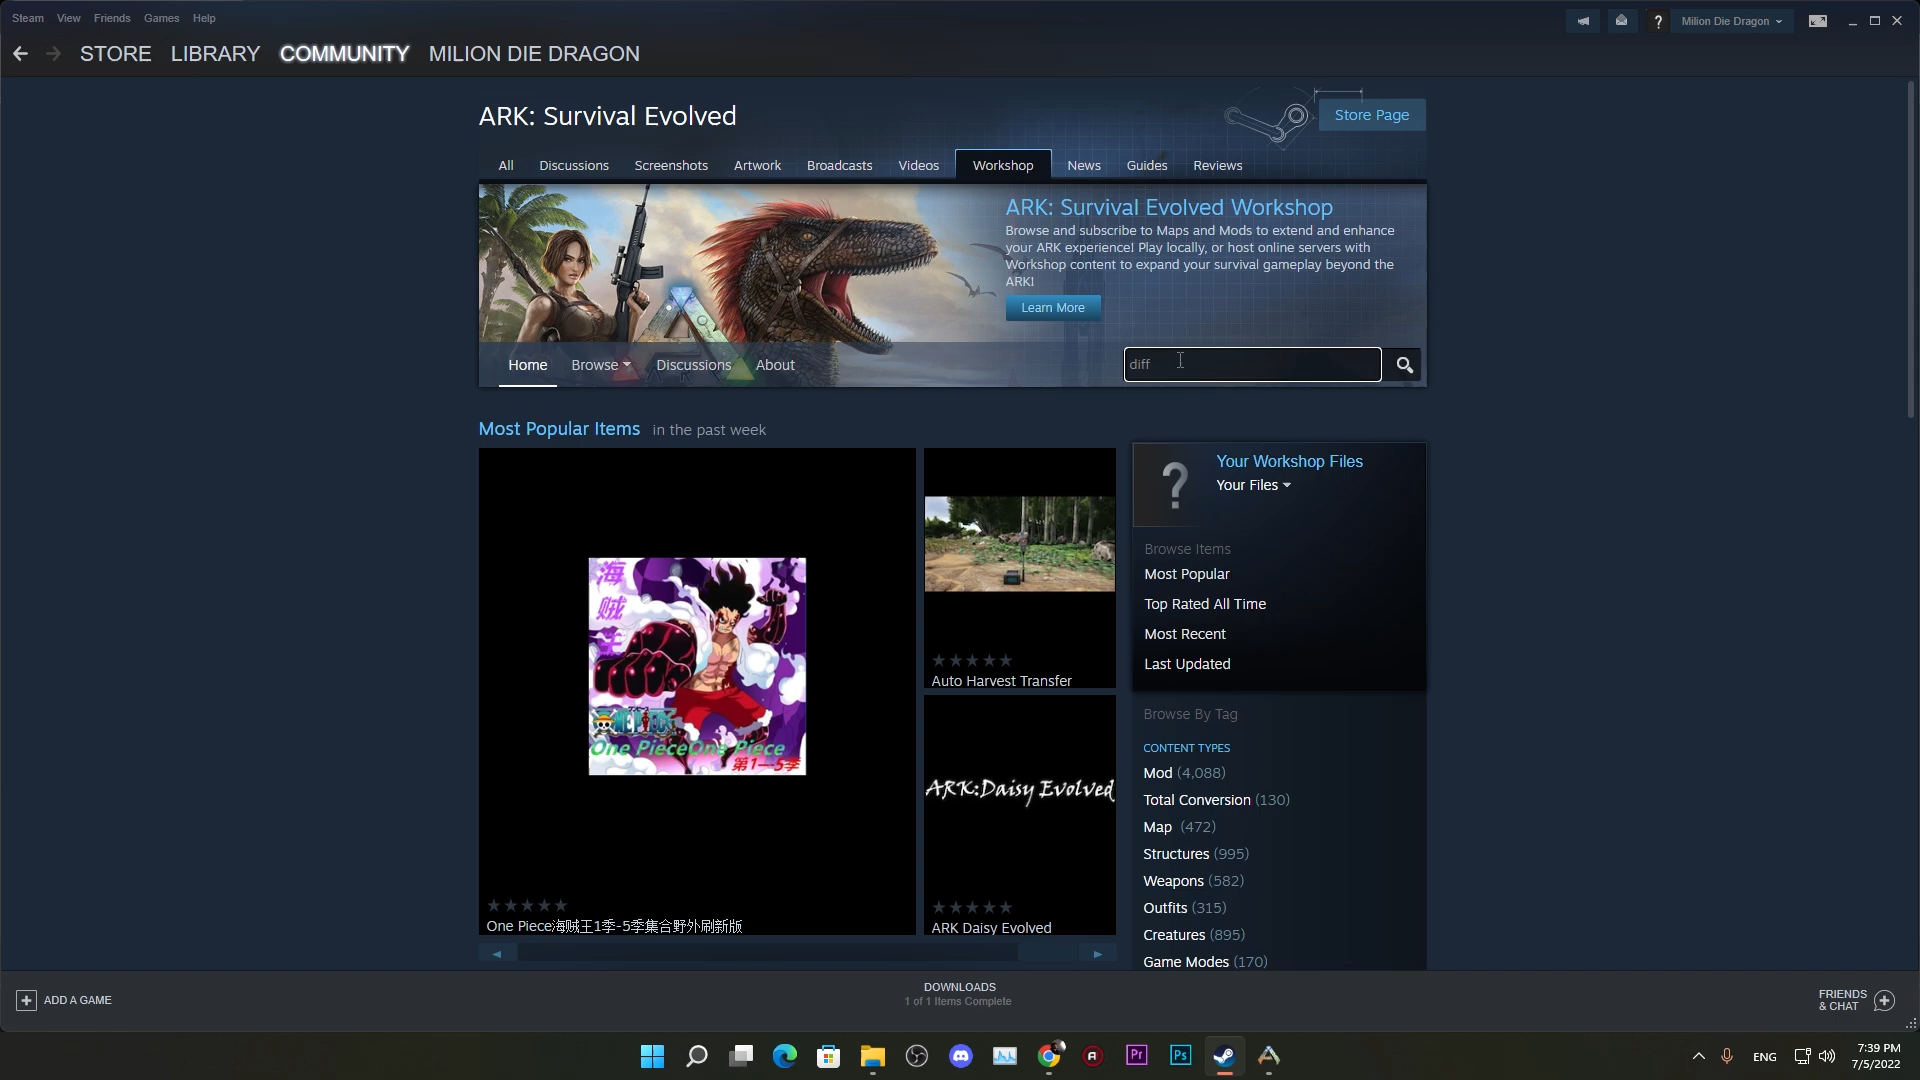 Steam View Friends Games Help
Milion Die Dragon
STORE LIBRARY COMMUNITY MILION DIE DRAGON
ARK: Survival Evolved
Store Page
All Discussions Screenshots Artwork Broadcasts Videos Workshop News Guides Reviews
ARK: Survival Evolved Workshop
Browse and subscribe to Maps and Mods to extend and enhance
your ARK experience! Play locally, or host online servers with
Workshop content to expand your survival gameplay beyond the
ARK!
Learn More
Home Browse Discussions About
diff
Most Popular Items in the past week
海
贼
王
ONE PIECE
One PieceOne Piece
第1—5季
One Piece海贼王1季-5季集合野外刷新版
Auto Harvest Transfer
ARK:Daisy Evolved
ARK Daisy Evolved
?
Your Workshop Files
Your Files
Browse Items
Most Popular
Top Rated All Time
Most Recent
Last Updated
Browse By Tag
CONTENT TYPES
Mod (4,088)
Total Conversion (130)
Map (472)
Structures (995)
Weapons (582)
Outfits (315)
Creatures (895)
Game Modes (170)
ADD A GAME
DOWNLOADS
1 of 1 Items Complete
FRIENDS
& CHAT
Pr
Ps
ENG
7:39 PM
7/5/2022